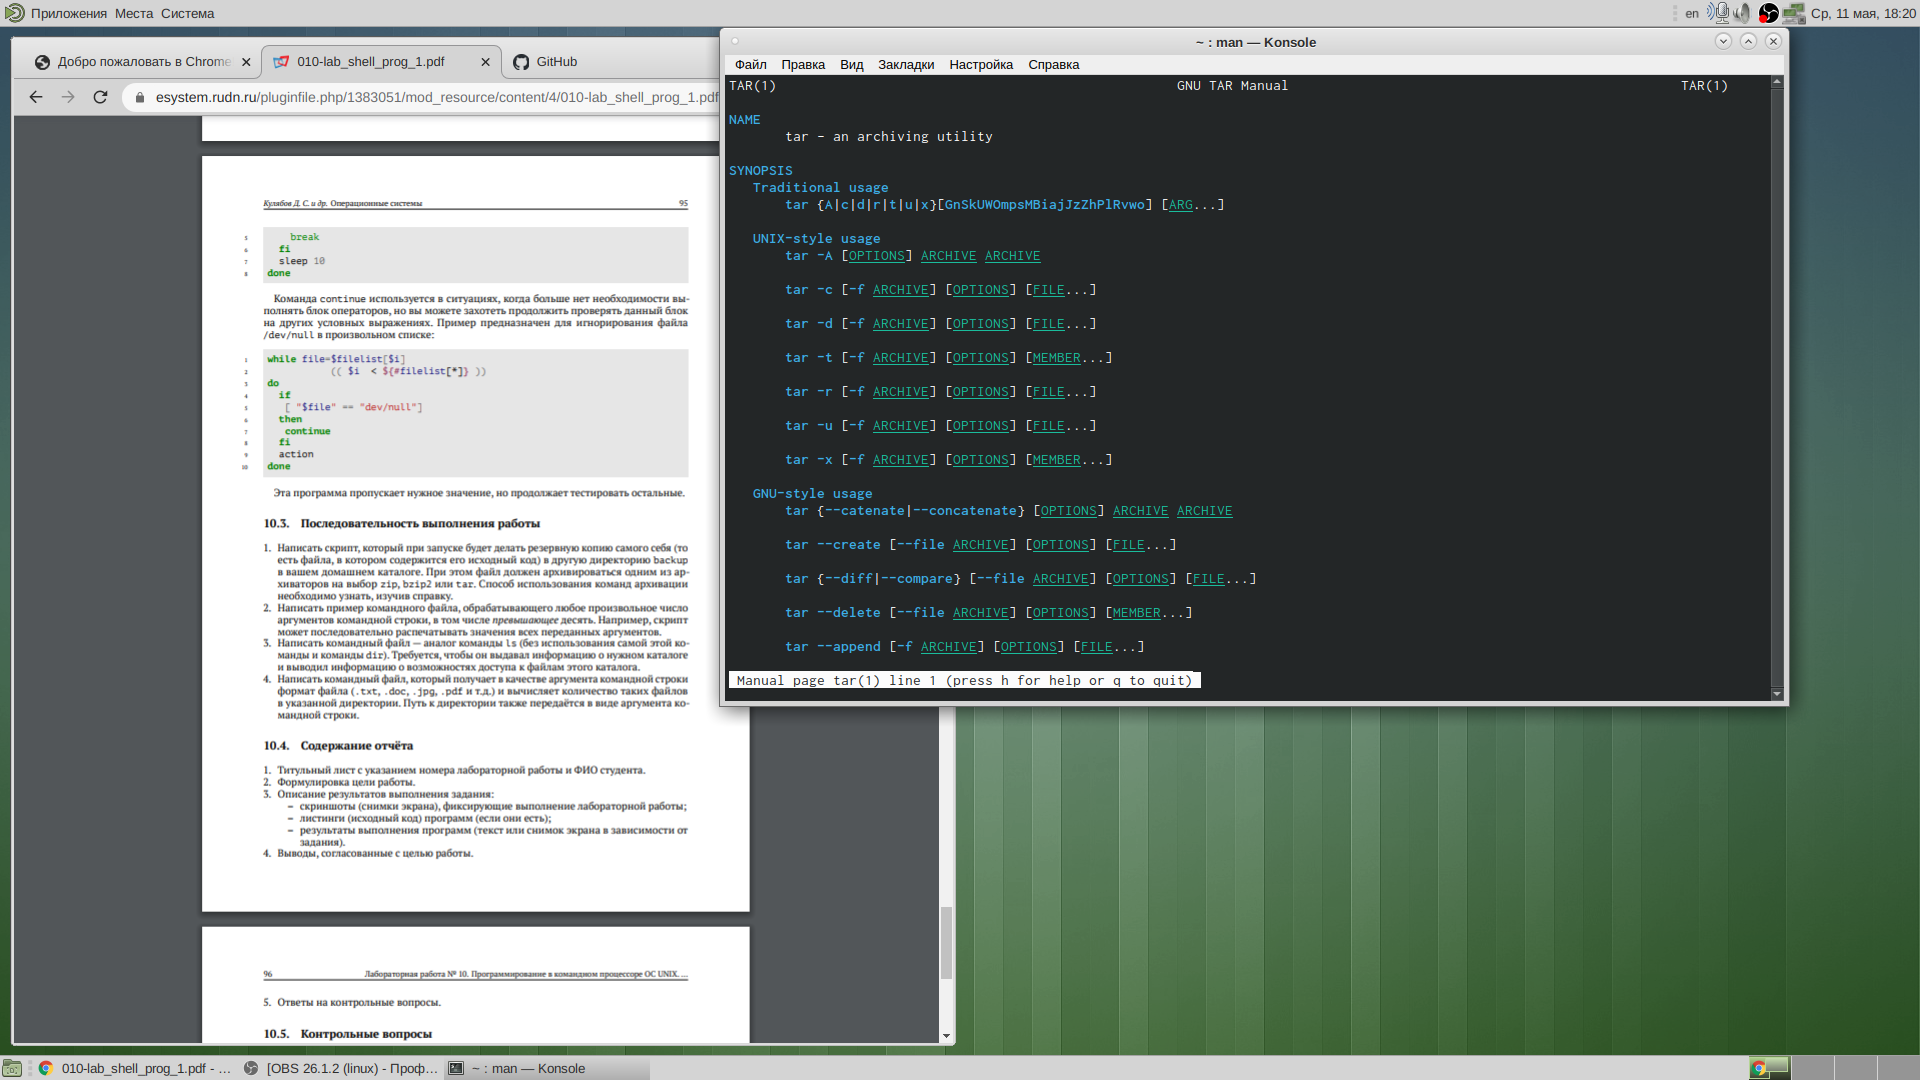 Приложения Места Система
en
Ср, 11 мая, 18:20
Добро пожаловать в Chrome
010-lab_shell_prog_1.pdf
GitHub
esystem.rudn.ru/pluginfile.php/1383051/mod_resource/content/4/010-lab_shell_prog_1.pdf
Кулябов Д. С. и др. Операционные системы 95
5 break
6 fi
7 sleep 10
8 done
Команда continue используется в ситуациях, когда больше нет необходимости вы-
полнять блок операторов, но вы можете захотеть продолжить проверять данный блок
на других условных выражениях. Пример предназначен для игнорирования файла
/dev/null в произвольном списке:
1 while file=$filelist[$i]
2 (( $i < ${#filelist[*]} ))
3 do
4 if
5 [ "$file" == "dev/null"]
6 then
7 continue
8 fi
9 action
10 done
Эта программа пропускает нужное значение, но продолжает тестировать остальные.
10.3. Последовательность выполнения работы
1. Написать скрипт, который при запуске будет делать резервную копию самого себя (то
есть файла, в котором содержится его исходный код) в другую директорию backup
в вашем домашнем каталоге. При этом файл должен архивироваться одним из ар-
хиваторов на выбор zip, bzip2 или tar. Способ использования команд архивации
необходимо узнать, изучив справку.
2. Написать пример командного файла, обрабатывающего любое произвольное число
аргументов командной строки, в том числе превышающее десять. Например, скрипт
может последовательно распечатывать значения всех переданных аргументов.
3. Написать командный файл — аналог команды ls (без использования самой этой ко-
манды и команды dir). Требуется, чтобы он выдавал информацию о нужном каталоге
и выводил информацию о возможностях доступа к файлам этого каталога.
4. Написать командный файл, который получает в качестве аргумента командной строки
формат файла (.txt, .doc, .jpg, .pdf и т.д.) и вычисляет количество таких файлов
в указанной директории. Путь к директории также передаётся в виде аргумента ко-
мандной строки.
10.4. Содержание отчёта
1. Титульный лист с указанием номера лабораторной работы и ФИО студента.
2. Формулировка цели работы.
3. Описание результатов выполнения задания:
– скриншоты (снимки экрана), фиксирующие выполнение лабораторной работы;
– листинги (исходный код) программ (если они есть);
– результаты выполнения программ (текст или снимок экрана в зависимости от
задания).
4. Выводы, согласованные с целью работы.
96 Лабораторная работа № 10. Программирование в командном процессоре ОС UNIX. ...
5. Ответы на контрольные вопросы.
10.5. Контрольные вопросы
~ : man — Konsole
Файл Правка Вид Закладки Настройка Справка
TAR(1) GNU TAR Manual TAR(1)
NAME
tar - an archiving utility
SYNOPSIS
Traditional usage
tar {A|c|d|r|t|u|x}[GnSkUWOmpsMBiajJzZhPlRvwo] [ARG...]
UNIX-style usage
tar -A [OPTIONS] ARCHIVE ARCHIVE
tar -c [-f ARCHIVE] [OPTIONS] [FILE...]
tar -d [-f ARCHIVE] [OPTIONS] [FILE...]
tar -t [-f ARCHIVE] [OPTIONS] [MEMBER...]
tar -r [-f ARCHIVE] [OPTIONS] [FILE...]
tar -u [-f ARCHIVE] [OPTIONS] [FILE...]
tar -x [-f ARCHIVE] [OPTIONS] [MEMBER...]
GNU-style usage
tar {--catenate|--concatenate} [OPTIONS] ARCHIVE ARCHIVE
tar --create [--file ARCHIVE] [OPTIONS] [FILE...]
tar {--diff|--compare} [--file ARCHIVE] [OPTIONS] [FILE...]
tar --delete [--file ARCHIVE] [OPTIONS] [MEMBER...]
tar --append [-f ARCHIVE] [OPTIONS] [FILE...]
Manual page tar(1) line 1 (press h for help or q to quit)
010-lab_shell_prog_1.pdf - ...
[OBS 26.1.2 (linux) - Проф...
~ : man — Konsole